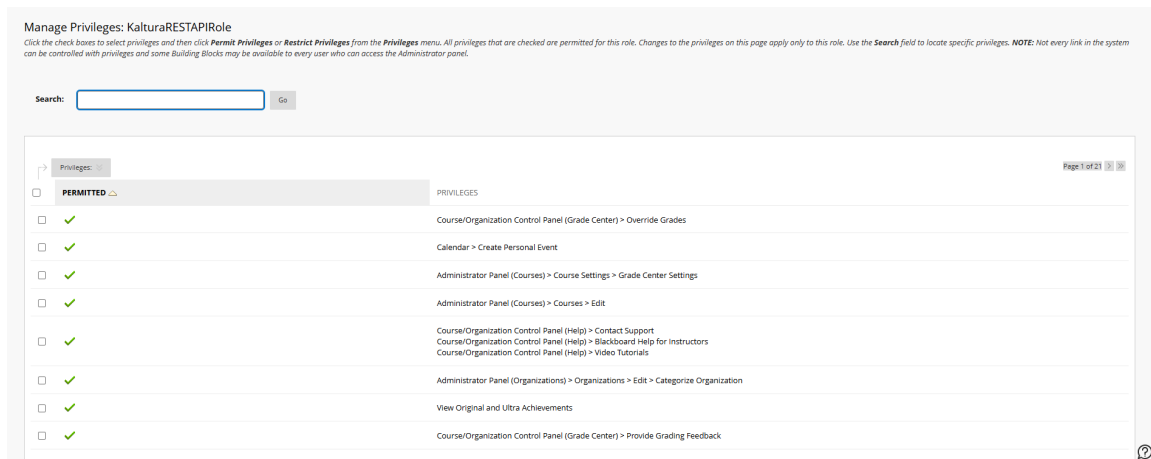 Manage Privileges: KalturaRESTAPIRole
Click the check boxes to select privileges and then click Permit Privileges or Restrict Privileges from the Privileges menu. All privileges that are checked are permitted for this role. Changes to the privileges on this page apply only to this role. Use the Search field to locate specific privileges. NOTE: Not every link in the system
can be controlled with privileges and some Building Blocks may be available to every user who can access the Administrator panel.
Search:
Go
Privileges:
Page 1 of 21 > >>
PERMITTED
PRIVILEGES
Course/Organization Control Panel (Grade Center) > Override Grades
Calendar > Create Personal Event
Administrator Panel (Courses) > Course Settings > Grade Center Settings
Administrator Panel (Courses) > Courses > Edit
Course/Organization Control Panel (Help) > Contact Support
Course/Organization Control Panel (Help) > Blackboard Help for Instructors
Course/Organization Control Panel (Help) > Video Tutorials
Administrator Panel (Organizations) > Organizations > Edit > Categorize Organization
View Original and Ultra Achievements
Course/Organization Control Panel (Grade Center) > Provide Grading Feedback